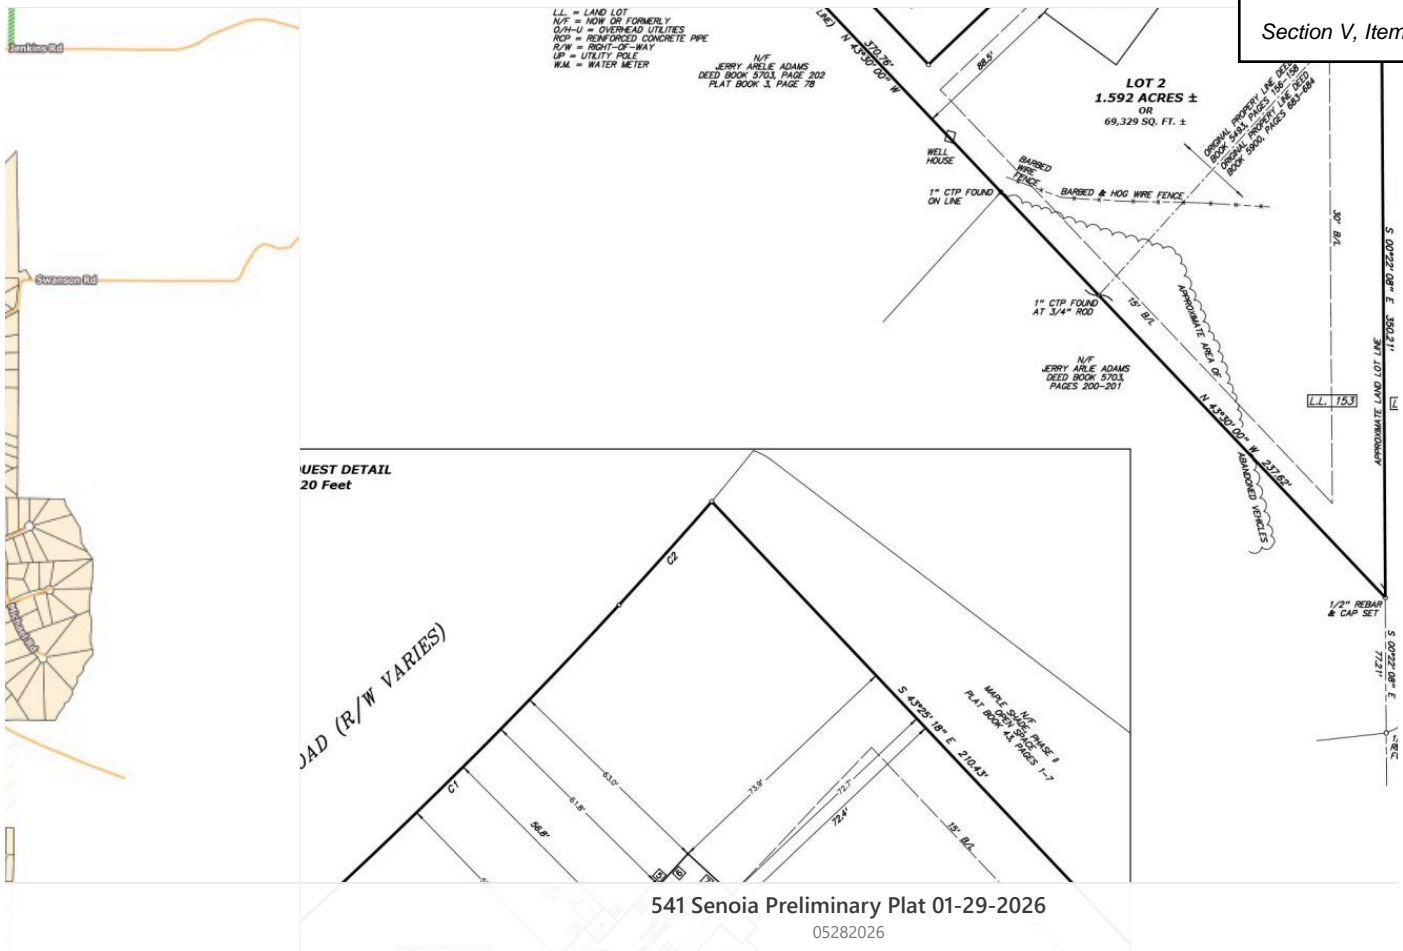 Jenkins Rd
Swanson Rd
Michael Rd
L.L. = LAND LOT
N/F = NOW OR FORMERLY
O/H-U = OVERHEAD UTILITIES
RCP = REINFORCED CONCRETE PIPE
R/W = RIGHT-OF-WAY
UP = UTILITY POLE
W.M. = WATER METER
N/F
JERRY ARELIE ADAMS
DEED BOOK 5703, PAGE 202
PLAT BOOK 3, PAGE 78
LINE)
370.76'
N 43°30' 00" W
88.5'
Section V, Item
LOT 2
1.592 ACRES ±
OR
69,329 SQ. FT. ±
ORIGINAL PROPERTY LINE DEED
BOOK 5493, PAGES 156-158
ORIGINAL PROPERTY LINE DEED
BOOK 5900, PAGES 683-684
WELL
HOUSE
BARBED
WIRE
FENCE
BARBED & HOG WIRE FENCE
1" CTP FOUND
ON LINE
30' B/L
S 00°22' 08" E 350.21'
1" CTP FOUND
AT 3/4" ROD
15' B/L
APPROXIMATE AREA OF
ABANDONED VEHICLES
APPROXIMATE LAND LOT LINE
N/F
JERRY ARLIE ADAMS
DEED BOOK 5703,
PAGES 200-201
N 43°30' 00" W 237.62'
L.L. 153
1/2" REBAR
& CAP SET
S 00°22' 08" E
77.21'
UEST DETAIL
20 Feet
C2
OAD (R/W VARIES)
C1
63.0'
61.8'
56.8'
73.9'
72.7'
72.4'
S 43°25' 18" E 210.43'
15' B/L
N/F
MAPLE SHADE PHASE II
OPEN SPACE
PLAT BOOK 43, PAGES 1-7
5
6
7
541 Senoia Preliminary Plat 01-29-2026
05282026